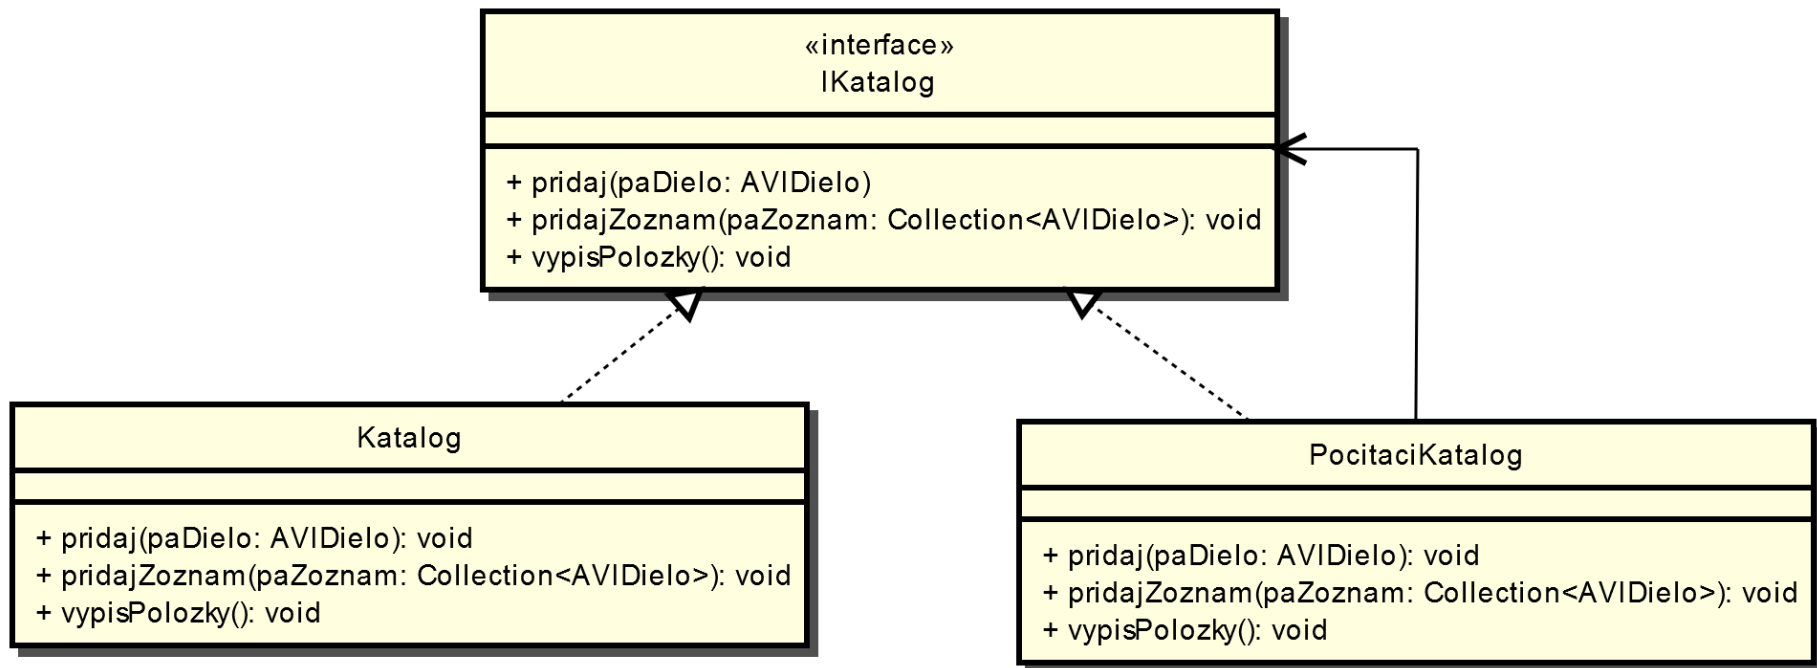 «interface»
IKatalog
+ pridaj(paDielo: AVIDielo)
+ pridajZoznam(paZoznam: Collection<AVIDielo>): void
+ vypisPolozky(): void
Katalog
+ pridaj(paDielo: AVIDielo): void
+ pridajZoznam(paZoznam: Collection<AVIDielo>): void
+ vypisPolozky(): void
PocitaciKatalog
+ pridaj(paDielo: AVIDielo): void
+ pridajZoznam(paZoznam: Collection<AVIDielo>): void
+ vypisPolozky(): void